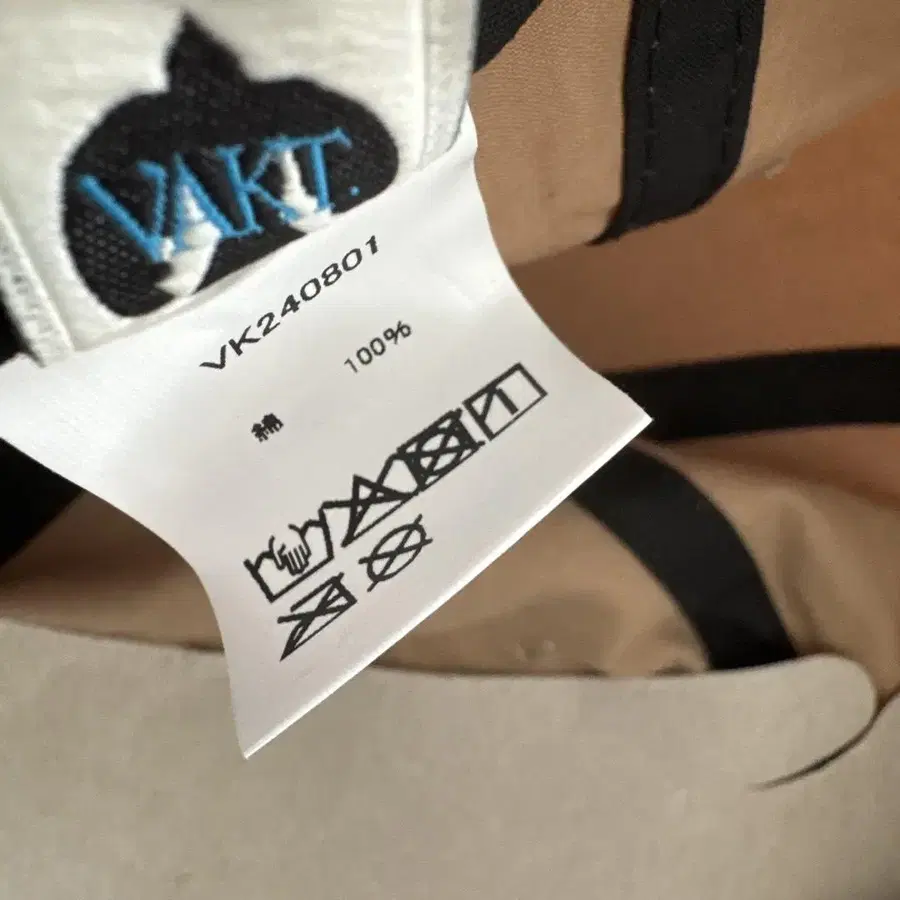 VAKT.
VK240801
綿 100%